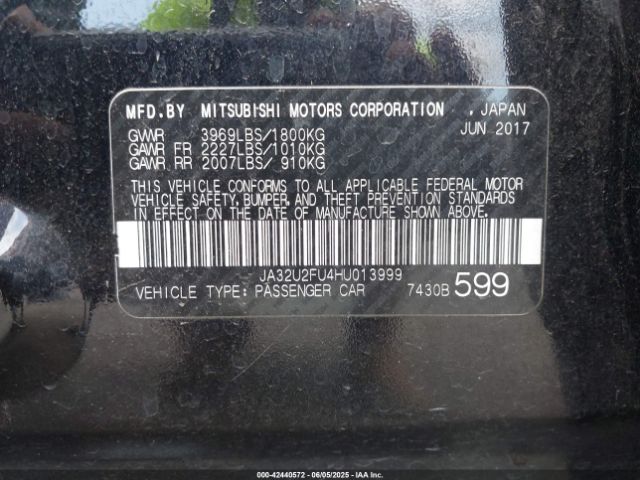 MFD.BY MITSUBISHI MOTORS CORPORATION , JAPAN
JUN 2017
GVWR 3969LBS/1800KG
GAWR FR 2227LBS/1010KG
GAWR RR 2007LBS/ 910KG
THIS VEHICLE CONFORMS TO ALL APPLICABLE FEDERAL MOTOR
VEHICLE SAFETY, BUMPER, AND THEFT PREVENTION STANDARDS
IN EFFECT ON THE DATE OF MANUFACTURE SHOWN ABOVE.
JA32U2FU4HU013999
VEHICLE TYPE: PASSENGER CAR 7430B 599
000-42440572 - 06/05/2025 - IAA, Inc.